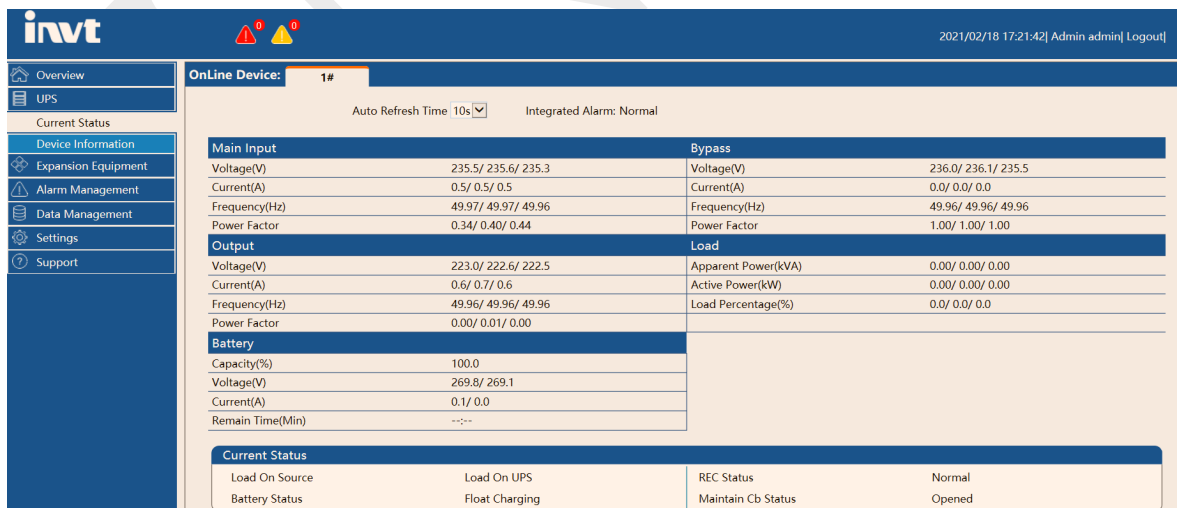 invt
0 0
2021/02/18 17:21:42| Admin admin| Logout|
Overview
UPS
Current Status
Device Information
Expansion Equipment
Alarm Management
Data Management
Settings
Support
OnLine Device: 1#
Auto Refresh Time 10s Integrated Alarm: Normal
Main Input Bypass
Voltage(V) 235.5/ 235.6/ 235.3 Voltage(V) 236.0/ 236.1/ 235.5
Current(A) 0.5/ 0.5/ 0.5 Current(A) 0.0/ 0.0/ 0.0
Frequency(Hz) 49.97/ 49.97/ 49.96 Frequency(Hz) 49.96/ 49.96/ 49.96
Power Factor 0.34/ 0.40/ 0.44 Power Factor 1.00/ 1.00/ 1.00
Output Load
Voltage(V) 223.0/ 222.6/ 222.5 Apparent Power(kVA) 0.00/ 0.00/ 0.00
Current(A) 0.6/ 0.7/ 0.6 Active Power(kW) 0.00/ 0.00/ 0.00
Frequency(Hz) 49.96/ 49.96/ 49.96 Load Percentage(%) 0.0/ 0.0/ 0.0
Power Factor 0.00/ 0.01/ 0.00
Battery
Capacity(%) 100.0
Voltage(V) 269.8/ 269.1
Current(A) 0.1/ 0.0
Remain Time(Min) --:--
Current Status
Load On Source Load On UPS REC Status Normal
Battery Status Float Charging Maintain Cb Status Opened